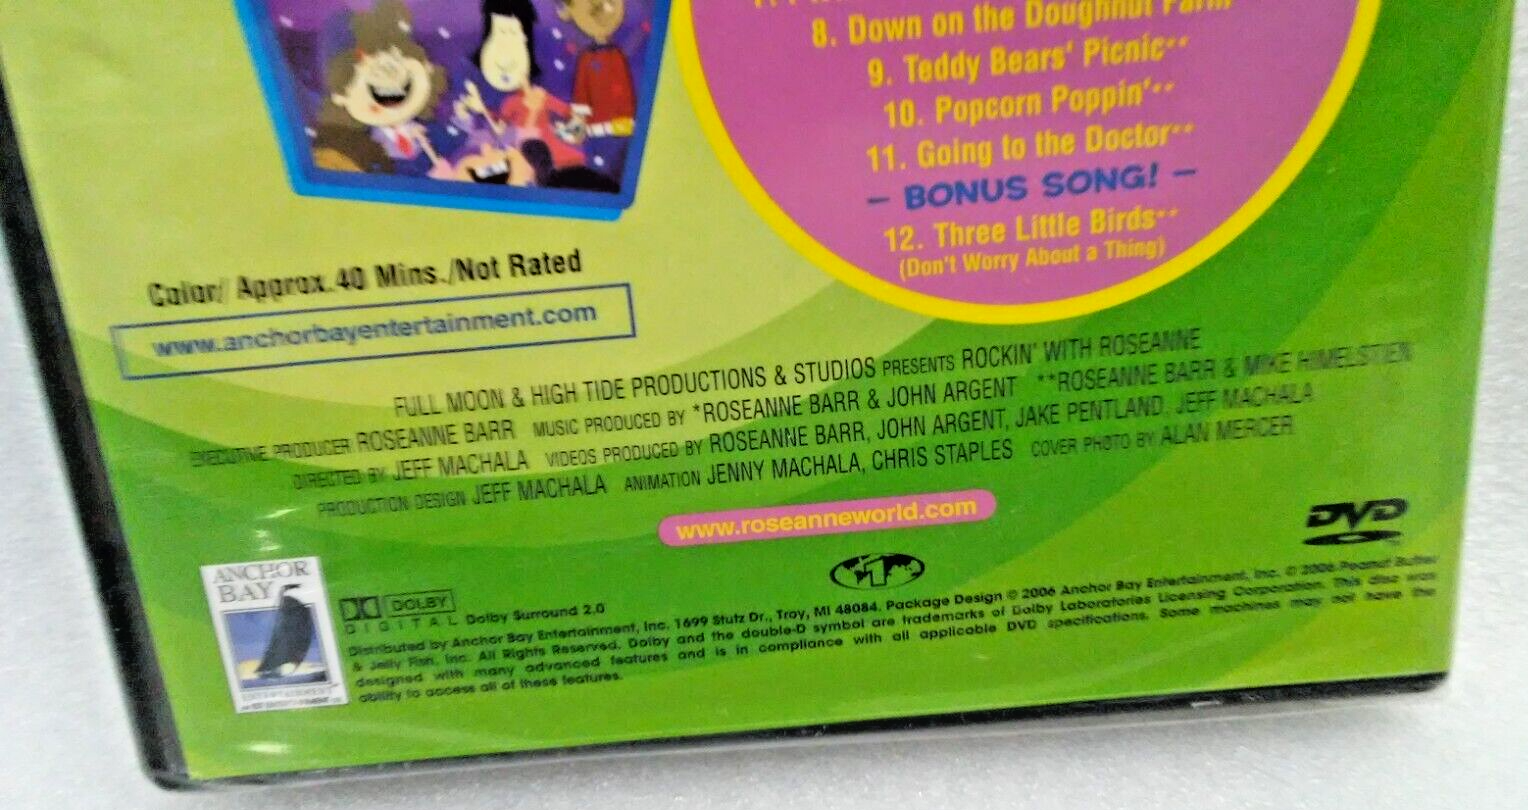 8. Down on the Doughnut Farm
9. Teddy Bears' Picnic**
10. Popcorn Poppin'**
11. Going to the Doctor**
– BONUS SONG! –
12. Three Little Birds**
(Don't Worry About a Thing)
Color/ Approx. 40 Mins./Not Rated
www.anchorbayentertainment.com
FULL MOON & HIGH TIDE PRODUCTIONS & STUDIOS PRESENTS ROCKIN' WITH ROSEANNE
EXECUTIVE PRODUCER ROSEANNE BARR MUSIC PRODUCED BY *ROSEANNE BARR & JOHN ARGENT **ROSEANNE BARR & MIKE HIMELSTIEN
DIRECTED BY JEFF MACHALA VIDEOS PRODUCED BY ROSEANNE BARR, JOHN ARGENT, JAKE PENTLAND, JEFF MACHALA
PRODUCTION DESIGN JEFF MACHALA ANIMATION JENNY MACHALA, CHRIS STAPLES COVER PHOTO BY ALAN MERCER
www.roseanneworld.com
DVD
1
ANCHOR
BAY
ENTERTAINMENT
DOLBY
DIGITAL Dolby Surround 2.0
Distributed by Anchor Bay Entertainment, Inc. 1699 Stutz Dr., Troy, MI 48084. Package Design © 2006 Anchor Bay Entertainment, Inc. © 2006 Peanut Butter
& Jelly Fish, Inc. All Rights Reserved. Dolby and the double-D symbol are trademarks of Dolby Laboratories Licensing Corporation. This disc was
designed with many advanced features and is in compliance with all applicable DVD specifications. Some machines may not have the
ability to access all of these features.